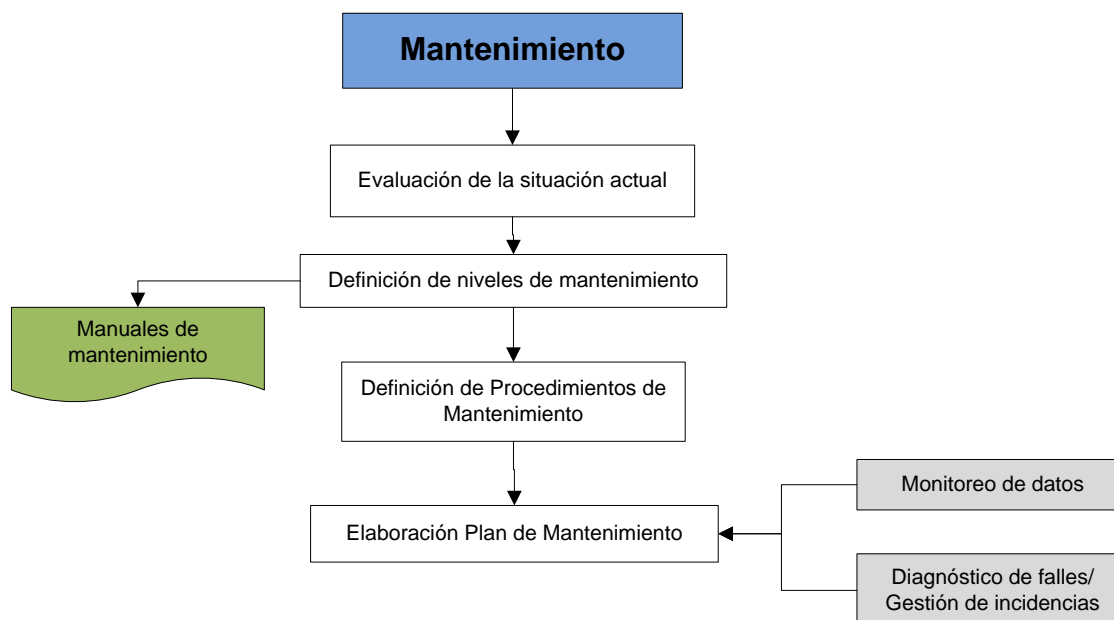 Mantenimiento
Evaluación de la situación actual
Definición de niveles de mantenimiento
Manuales de
mantenimiento
Definición de Procedimientos de
Mantenimiento
Monitoreo de datos
Elaboración Plan de Mantenimiento
Diagnóstico de falles/
Gestión de incidencias